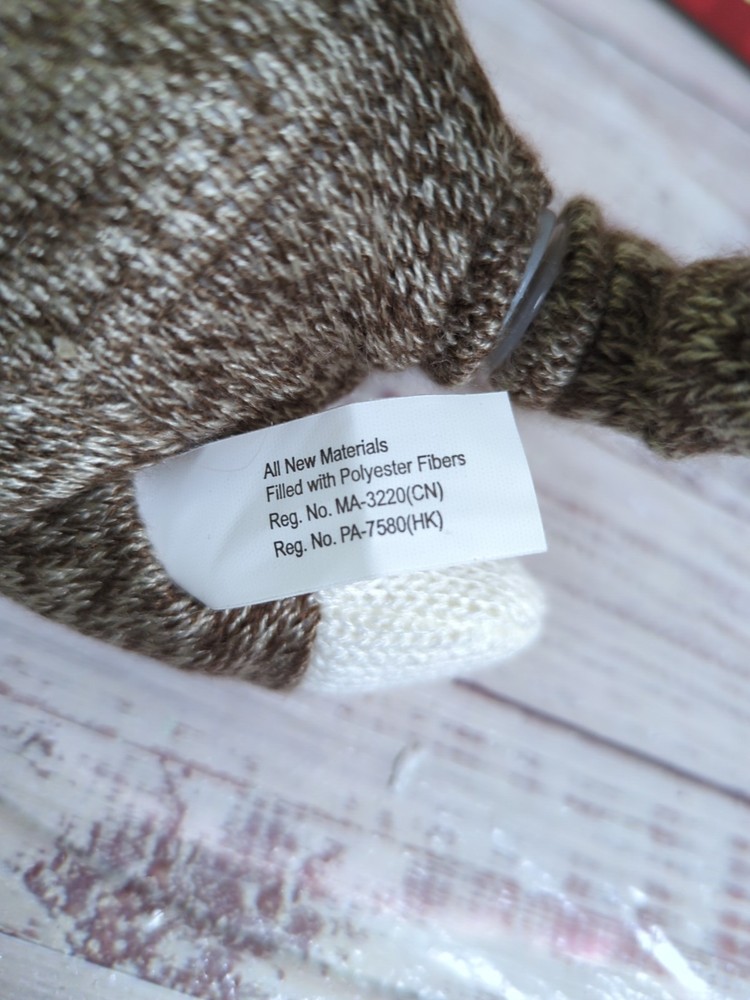 All New Materials
Filled with Polyester Fibers
Reg. No. MA-3220(CN)
Reg. No. PA-7580(HK)